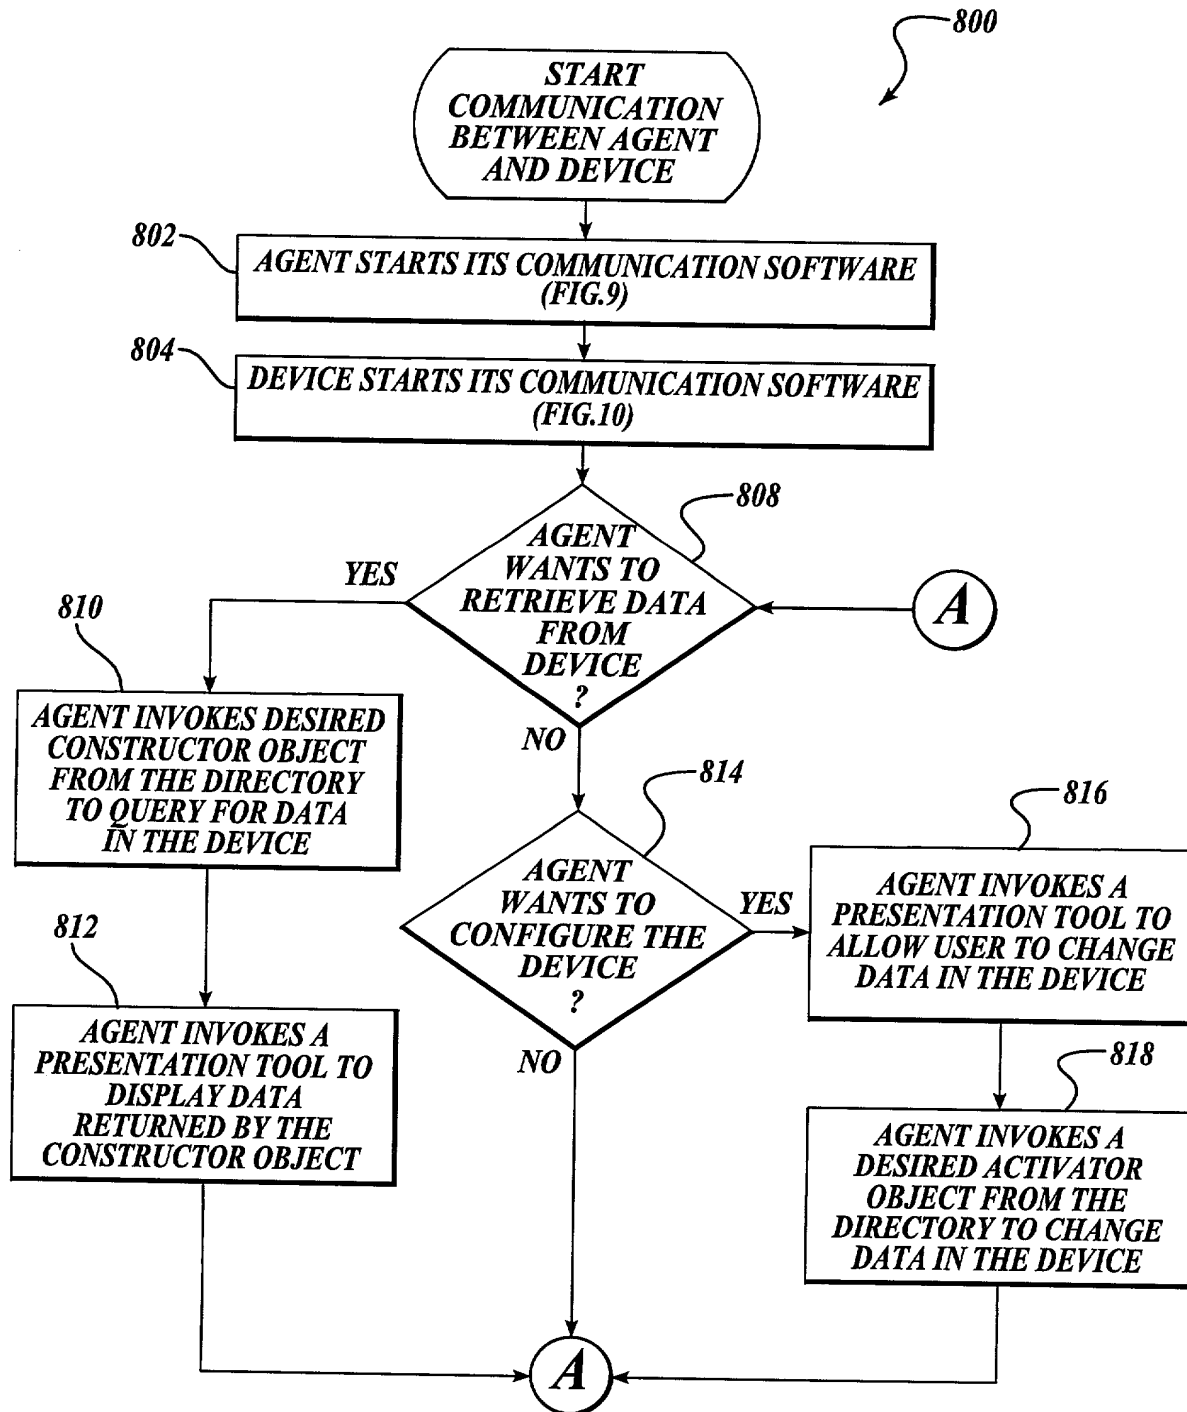 800
START
COMMUNICATION
BETWEEN AGENT
AND DEVICE
802
AGENT STARTS ITS COMMUNICATION SOFTWARE
(FIG.9)
804
DEVICE STARTS ITS COMMUNICATION SOFTWARE
(FIG.10)
808
AGENT
WANTS TO
RETRIEVE DATA
FROM
DEVICE
?
YES
A
NO
810
AGENT INVOKES DESIRED
CONSTRUCTOR OBJECT
FROM THE DIRECTORY
TO QUERY FOR DATA
IN THE DEVICE
812
AGENT INVOKES A
PRESENTATION TOOL TO
DISPLAY DATA
RETURNED BY THE
CONSTRUCTOR OBJECT
814
AGENT
WANTS TO
CONFIGURE THE
DEVICE
?
YES
NO
816
AGENT INVOKES A
PRESENTATION TOOL TO
ALLOW USER TO CHANGE
DATA IN THE DEVICE
818
AGENT INVOKES A
DESIRED ACTIVATOR
OBJECT FROM THE
DIRECTORY TO CHANGE
DATA IN THE DEVICE
A